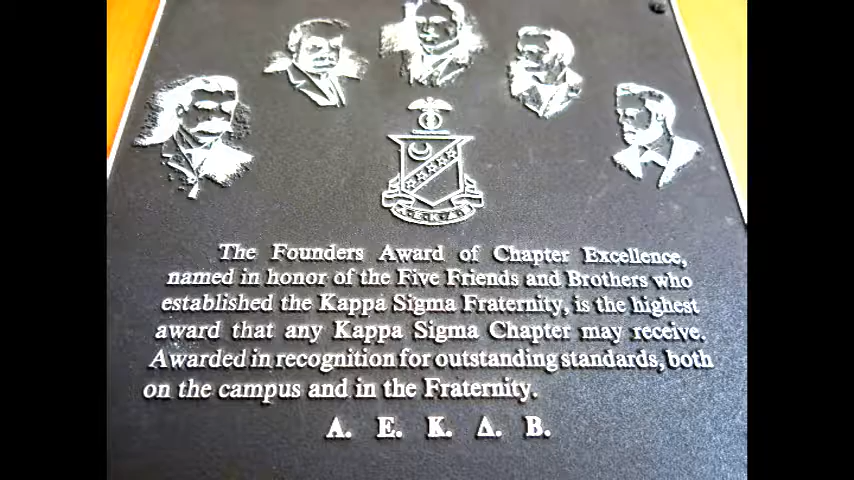 A·E·K·Δ·B
The Founders Award of Chapter Excellence,
named in honor of the Five Friends and Brothers who
established the Kappa Sigma Fraternity, is the highest
award that any Kappa Sigma Chapter may receive.
Awarded in recognition for outstanding standards, both
on the campus and in the Fraternity.
A. E. K. Δ. B.